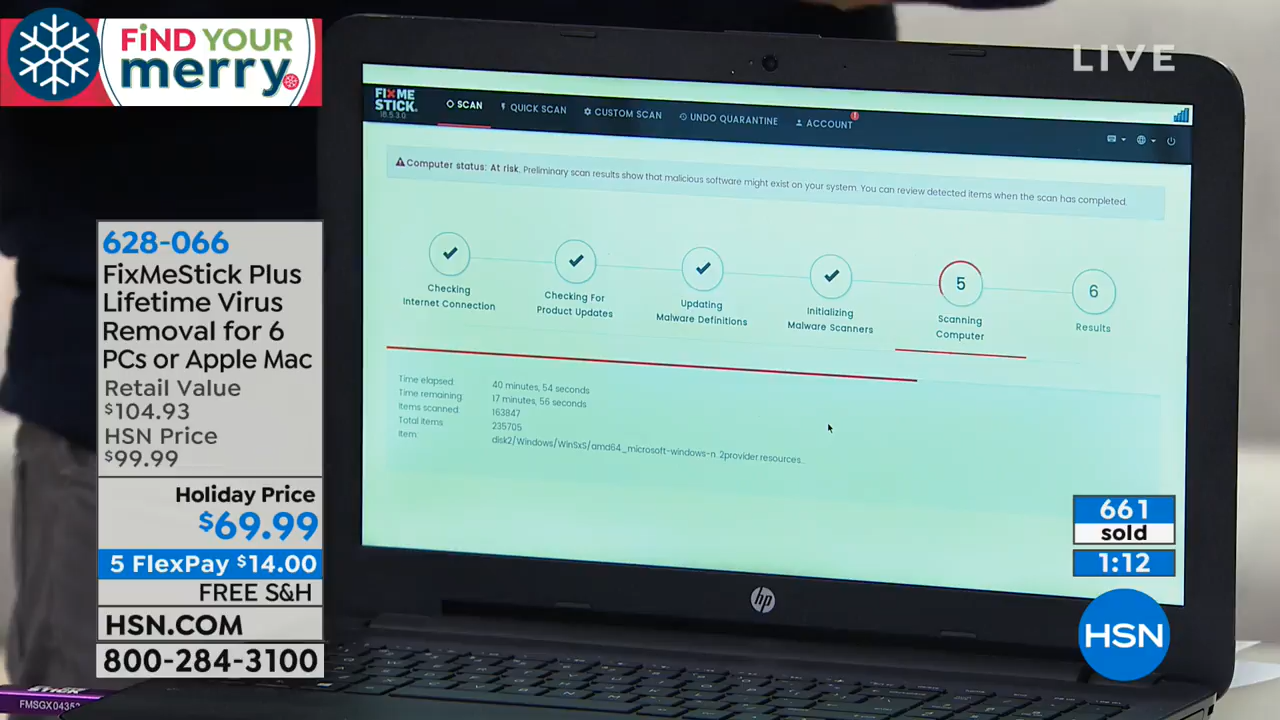 FiND YOUR
merry
LIVE
628-066
FixMeStick Plus
Lifetime Virus
Removal for 6
PCs or Apple Mac
Retail Value
$104.93
HSN Price
$99.99
Holiday Price
$69.99
5 FlexPay $14.00
FREE S&H
HSN.COM
800-284-3100
FIXME
STICK
18.5.3.0
SCAN
QUICK SCAN
CUSTOM SCAN
UNDO QUARANTINE
ACCOUNT
Computer status: At risk. Preliminary scan results show that malicious software might exist on your system. You can review detected items when the scan has completed.
Checking
Internet Connection
Checking For
Product Updates
Updating
Malware Definitions
Initializing
Malware Scanners
5
Scanning
Computer
6
Results
Time elapsed: 40 minutes, 54 seconds
Time remaining: 17 minutes, 56 seconds
Items scanned: 163847
Total items 235705
Item: disk2/Windows/WinSxS/amd64_microsoft-windows-n..2provider resources...
hp
661
sold
1:12
HSN
STICK